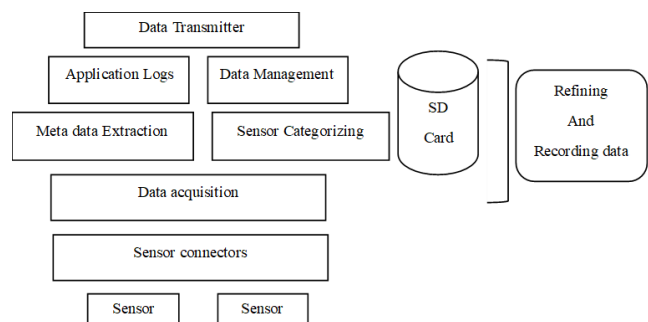 Data Transmitter
Application Logs
Data Management
Meta data Extraction
Sensor Categorizing
Data acquisition
Sensor connectors
Sensor
Sensor
SD
Card
Refining
And
Recording data